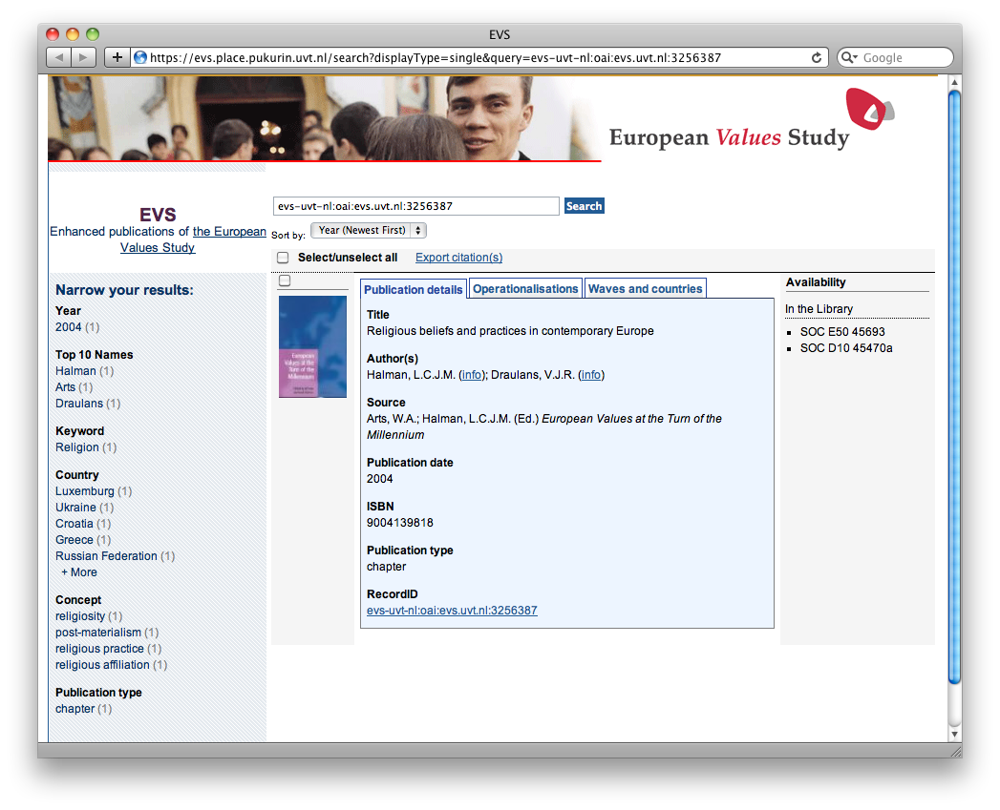 EVS
https://evs.place.pukurin.uvt.nl/search?displayType=single&query=evs-uvt-nl:oai:evs.uvt.nl:3256387
Google
European Values Study
EVS
Enhanced publications of the European
Values Study
evs-uvt-nl:oai:evs.uvt.nl:3256387
Search
Sort by: Year (Newest First)
Select/unselect all Export citation(s)
Narrow your results:
Year
2004 (1)
Top 10 Names
Halman (1)
Arts (1)
Draulans (1)
Keyword
Religion (1)
Country
Luxemburg (1)
Ukraine (1)
Croatia (1)
Greece (1)
Russian Federation (1)
+ More
Concept
religiosity (1)
post-materialism (1)
religious practice (1)
religious affiliation (1)
Publication type
chapter (1)
European
Values at the
Turn of the
Millennium
Publication details Operationalisations Waves and countries
Title
Religious beliefs and practices in contemporary Europe
Author(s)
Halman, L.C.J.M. (info); Draulans, V.J.R. (info)
Source
Arts, W.A.; Halman, L.C.J.M. (Ed.) European Values at the Turn of the
Millennium
Publication date
2004
ISBN
9004139818
Publication type
chapter
RecordID
evs-uvt-nl:oai:evs.uvt.nl:3256387
Availability
In the Library
SOC E50 45693
SOC D10 45470a